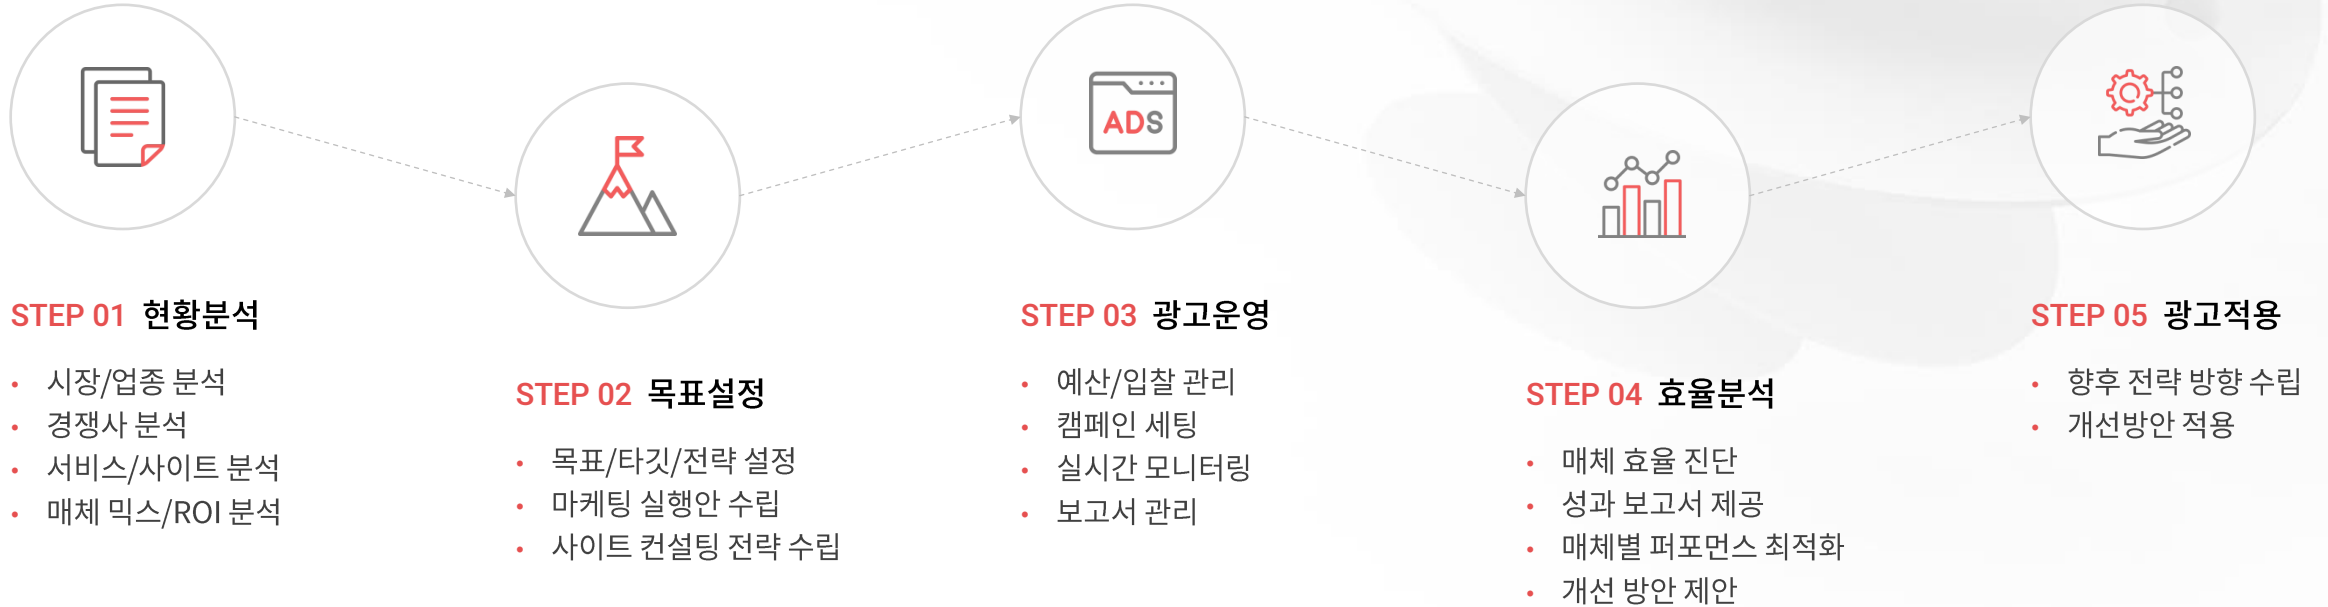 ADS
STEP 01 현황분석
• 시장/업종 분석
• 경쟁사 분석
• 서비스/사이트 분석
• 매체 믹스/ROI 분석
STEP 02 목표설정
• 목표/타깃/전략 설정
• 마케팅 실행안 수립
• 사이트 컨설팅 전략 수립
STEP 03 광고운영
• 예산/입찰 관리
• 캠페인 세팅
• 실시간 모니터링
• 보고서 관리
STEP 04 효율분석
• 매체 효율 진단
• 성과 보고서 제공
• 매체별 퍼포먼스 최적화
• 개선 방안 제안
STEP 05 광고적용
• 향후 전략 방향 수립
• 개선방안 적용